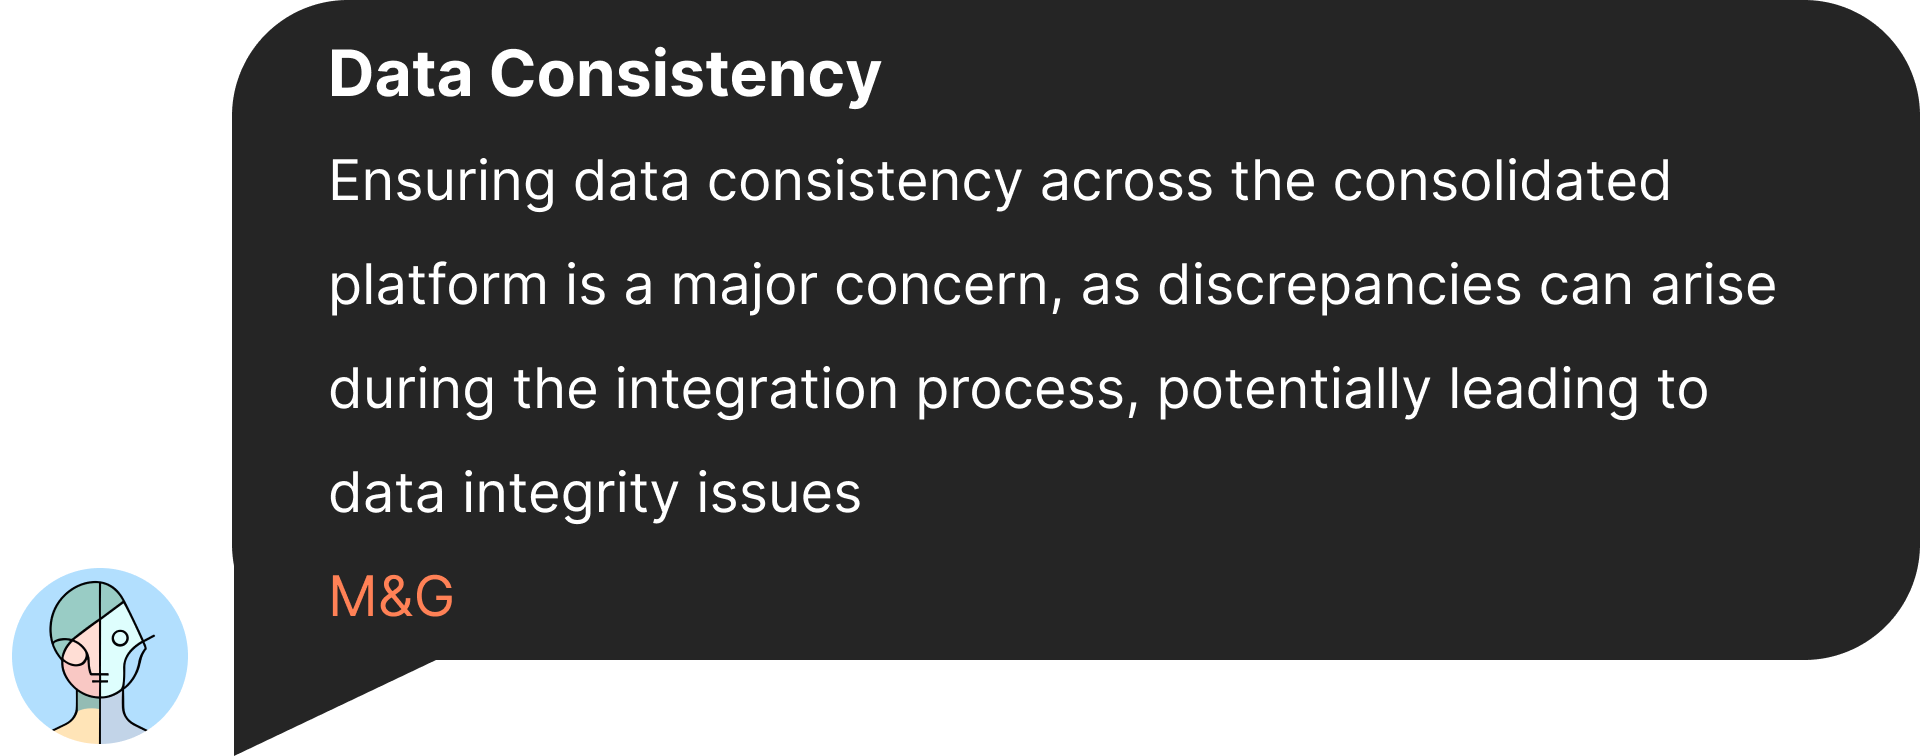 Data Consistency
Ensuring data consistency across the consolidated
platform is a major concern, as discrepancies can arise
during the integration process, potentially leading to
data integrity issues
M&G